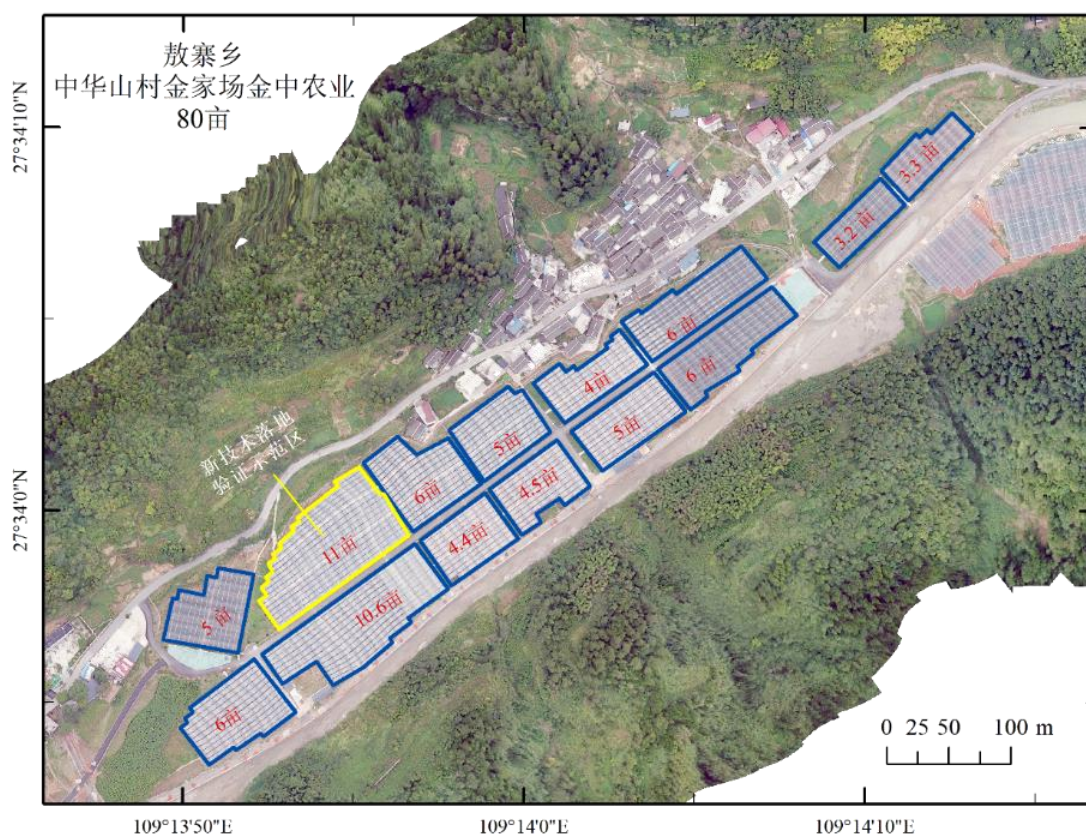 敖寨乡
中华山村金家场金中农业
80亩
27°34'10"N
27°34'0"N
3.3 亩
3.2 亩
6 亩
6 亩
4亩
5亩
5亩
4.5亩
6亩
4.4亩
新技术落地
验证示范区
11亩
10.6亩
5 亩
6亩
0 25 50 100 m
109°13'50"E
109°14'0"E
109°14'10"E